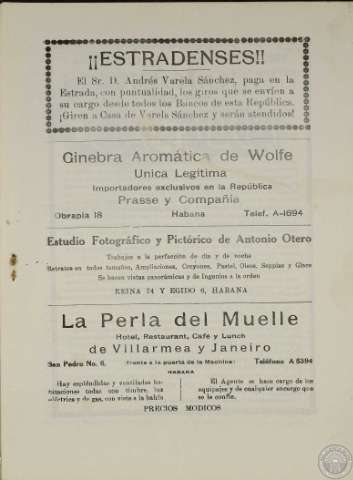 ¡¡ESTRADENSES!!
El Sr. D. Andrés Varela Sánchez, paga en la
Estrada, con puntualidad, los giros que se envíen a
su cargo desde todos los Bancos de esta República.
¡Giren a Casa de Varela Sánchez y serán atendidos!
Ginebra Aromática de Wolfe
Unica Legítima
Importadores exclusivos en la República
Prasse y Compañía
Obrapía 18 Habana Telef. A-1694
Estudio Fotográfico y Pictórico de Antonio Otero
Trabajos a la perfección de día y de noche
Retratos en todos tamaños, Ampliaciones, Crayones, Pastel, Oleos, Seppias y Glace
Se hacen vistas panorámicas y de Ingenios a la orden
REINA 74 Y EGIDO 6, HABANA
La Perla del Muelle
Hotel, Restaurant, Café y Lunch
de Villarmea y Janeiro
San Pedro No. 6. frente a la puerta de la Machina: Teléfono A 5394
HABANA
Hay espléndidas y ventiladas ha-
bitaciones todas con timbre, luz
eléctrica y de gas, con vista a la bahía
El Agente se hace cargo de los
equipajes y de cualquier encargo que
se le confíe.
PRECIOS MODICOS